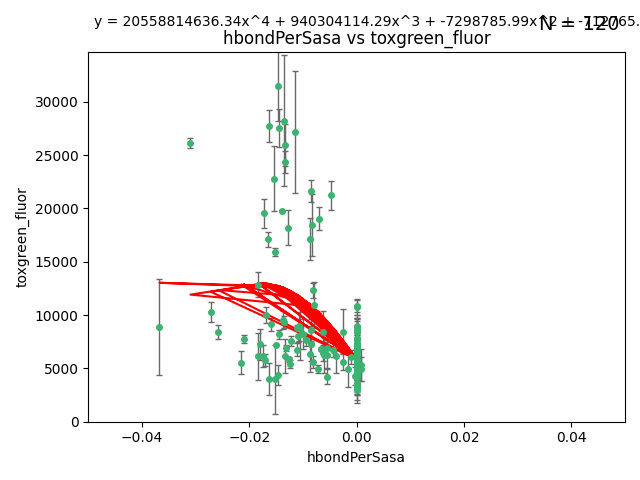 y = 20558814636.34x^4 + 940304114.29x^3 + -7298785.99x^2 + -712765.
N = 120
hbondPerSasa vs toxgreen_fluor
toxgreen_fluor
30000
25000
20000
15000
10000
5000
0
−0.04 −0.02 0.00 0.02 0.04
hbondPerSasa